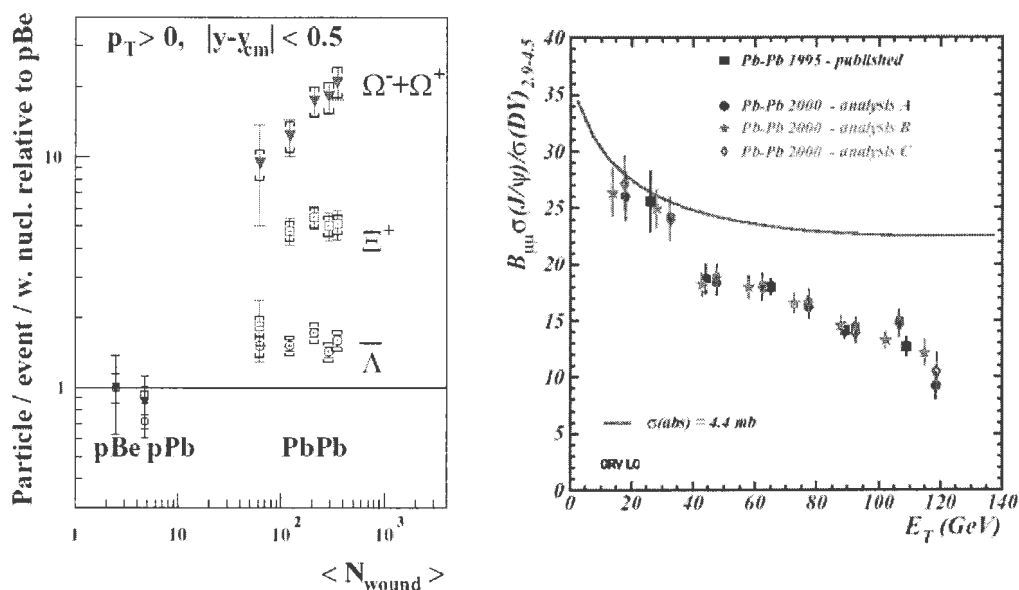 Particle / event / w. nucl. relative to pBe
p_T > 0, |y-y_cm| < 0.5
Ω⁻+Ω⁺
Ξ⁺
Λ̅
10
1
pBe pPb PbPb
1 10 10² 10³
< N_wound >
B_μμ σ(J/ψ)/σ(DY)_2.9-4.5
40
35
30
25
20
15
10
5
0
Pb-Pb 1995 - published
Pb-Pb 2000 - analysis A
Pb-Pb 2000 - analysis B
Pb-Pb 2000 - analysis C
σ(abs) = 4.4 mb
GRV LO
0 20 40 60 80 100 120 140
E_T (GeV)